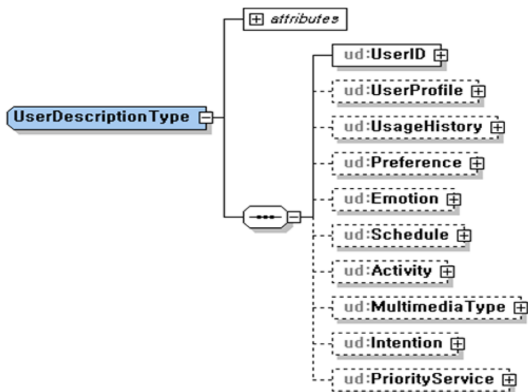 attributes
ud:UserID
ud:UserProfile
UserDescriptionType
ud:UsageHistory
ud:Preference
ud:Emotion
ud:Schedule
ud:Activity
ud:MultimediaType
ud:Intention
ud:PriorityService